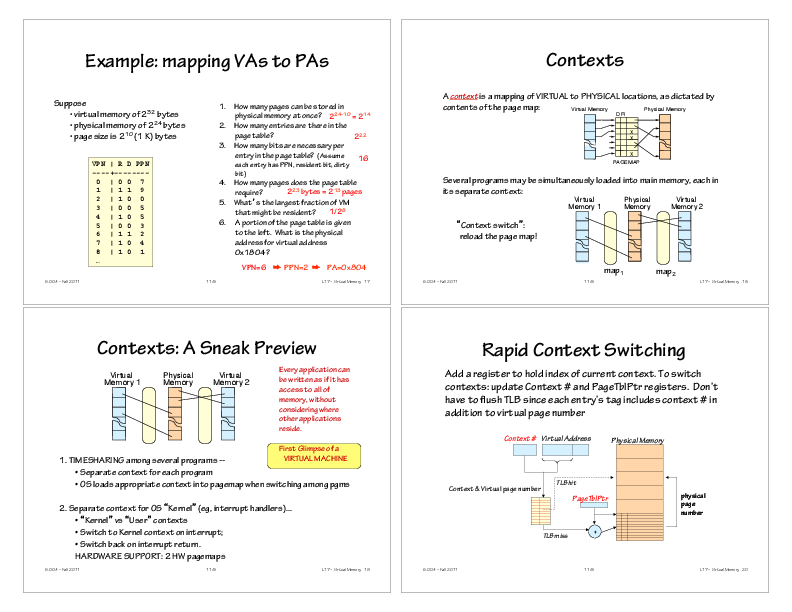 Example: mapping VAs to PAs
Suppose
• virtual memory of 2^32 bytes
• physical memory of 2^24 bytes
• page size is 2^10 (1 K) bytes
VPN | R D PPN
----+--------
0 | 0 0 7
1 | 1 1 9
2 | 1 0 0
3 | 0 0 5
4 | 1 0 5
5 | 0 0 3
6 | 1 1 2
7 | 1 0 4
8 | 1 0 1
…
1. How many pages can be stored in
physical memory at once? 2^24-10 = 2^14
2. How many entries are there in the
page table? 2^22
3. How many bits are necessary per
entry in the page table? (Assume
each entry has PPN, resident bit, dirty
bit) 16
4. How many pages does the page table
require? 2^23 bytes = 2^13 pages
5. What's the largest fraction of VM
that might be resident? 1/2^8
6. A portion of the page table is given
to the left. What is the physical
address for virtual address
0x1804?
VPN=6 → PPN=2 → PA=0x804
6.004 – Fall 2011 11/8 L17 – Virtual Memory 17
Contexts
A context is a mapping of VIRTUAL to PHYSICAL locations, as dictated by
contents of the page map:
Virtual Memory Physical Memory
D R
X
X
X
PAGEMAP
Several programs may be simultaneously loaded into main memory, each in
its separate context:
Virtual Memory 1
Physical Memory
Virtual Memory 2
"Context switch":
reload the page map!
map1 map2
6.004 – Fall 2011 11/8 L17 – Virtual Memory 18
Contexts: A Sneak Preview
Virtual Memory 1
Physical Memory
Virtual Memory 2
Every application can
be written as if it has
access to all of
memory, without
considering where
other applications
reside.
First Glimpse of a
VIRTUAL MACHINE
1. TIMESHARING among several programs --
• Separate context for each program
• OS loads appropriate context into pagemap when switching among pgms
2. Separate context for OS "Kernel" (eg, interrupt handlers)...
• "Kernel" vs "User" contexts
• Switch to Kernel context on interrupt;
• Switch back on interrupt return.
HARDWARE SUPPORT: 2 HW pagemaps
6.004 – Fall 2011 11/8 L17 – Virtual Memory 19
Rapid Context Switching
Add a register to hold index of current context. To switch
contexts: update Context # and PageTblPtr registers. Don't
have to flush TLB since each entry's tag includes context # in
addition to virtual page number
Context # Virtual Address
Physical Memory
TLB hit
Context & Virtual page number
PageTblPtr
physical
page
number
+
TLB miss
6.004 – Fall 2011 11/8 L17 – Virtual Memory 20